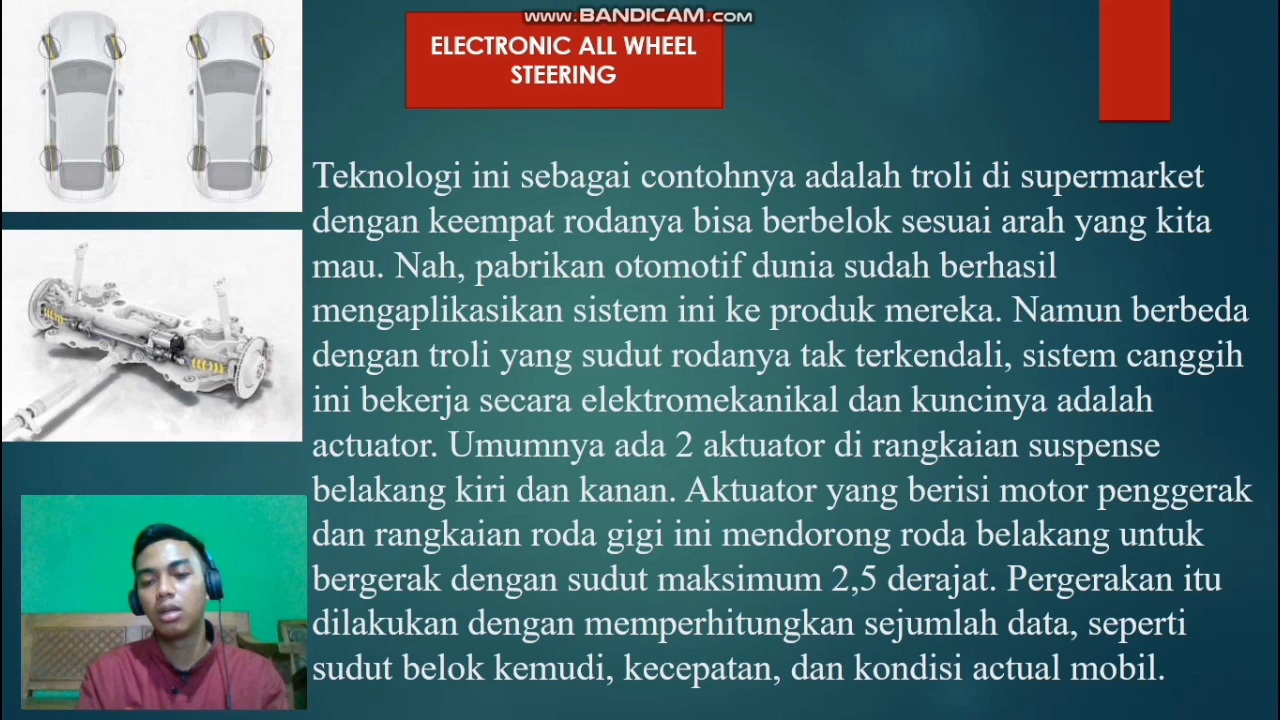 www.BANDICAM.com
ELECTRONIC ALL WHEEL
STEERING
Teknologi ini sebagai contohnya adalah troli di supermarket
dengan keempat rodanya bisa berbelok sesuai arah yang kita
mau. Nah, pabrikan otomotif dunia sudah berhasil
mengaplikasikan sistem ini ke produk mereka. Namun berbeda
dengan troli yang sudut rodanya tak terkendali, sistem canggih
ini bekerja secara elektromekanikal dan kuncinya adalah
actuator. Umumnya ada 2 aktuator di rangkaian suspense
belakang kiri dan kanan. Aktuator yang berisi motor penggerak
dan rangkaian roda gigi ini mendorong roda belakang untuk
bergerak dengan sudut maksimum 2,5 derajat. Pergerakan itu
dilakukan dengan memperhitungkan sejumlah data, seperti
sudut belok kemudi, kecepatan, dan kondisi actual mobil.